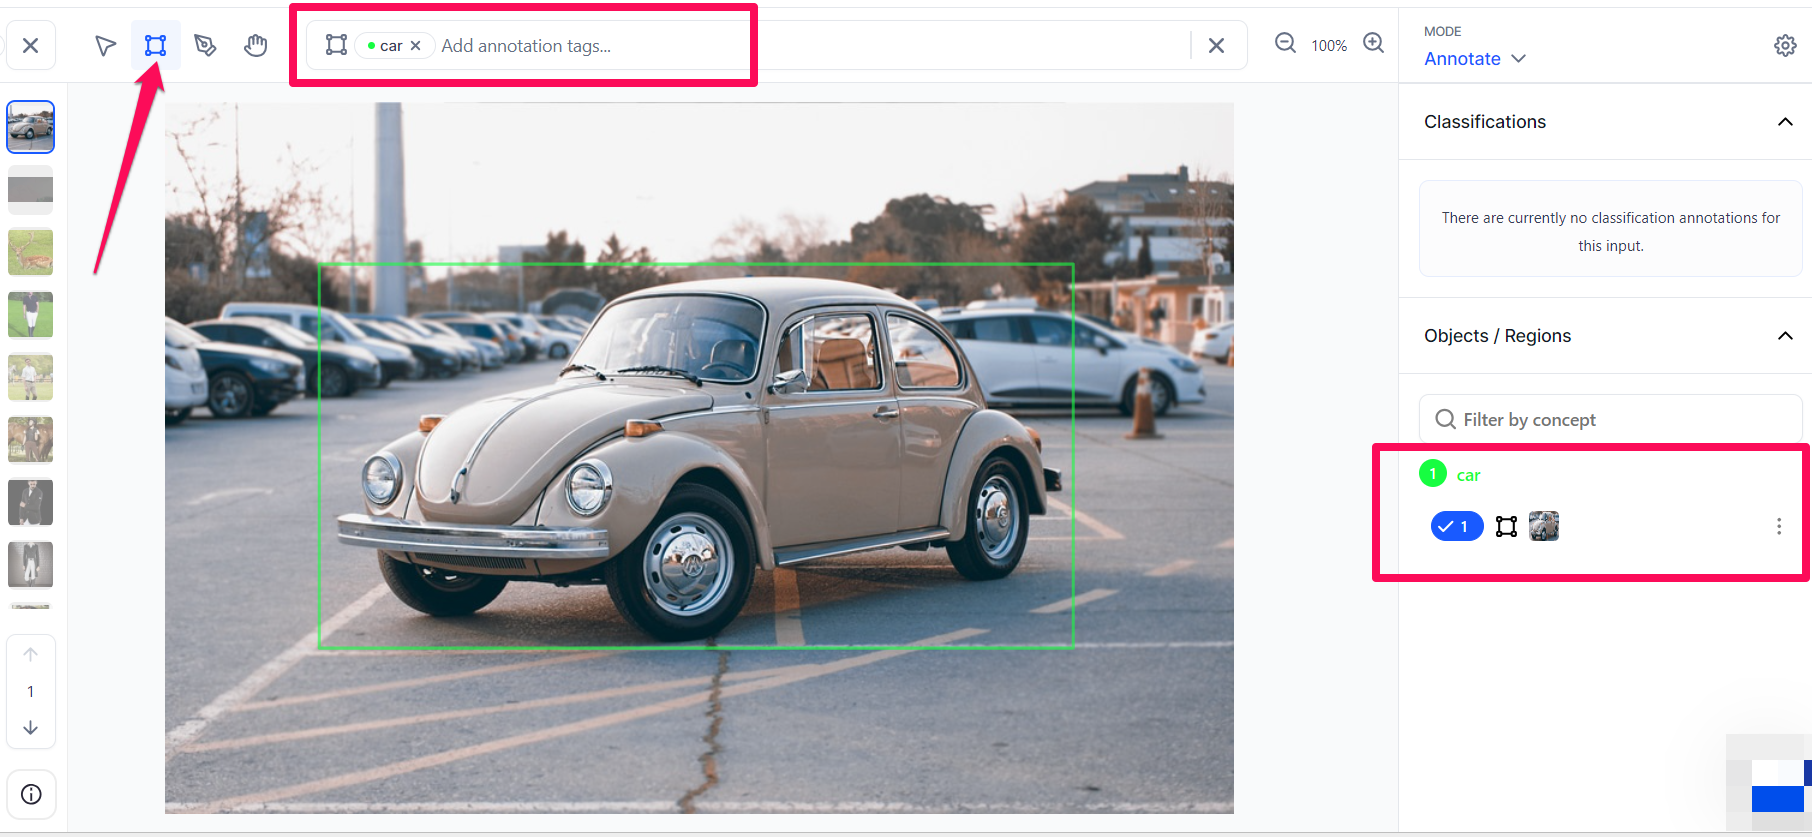 car
Add annotation tags...
100%
MODE
Annotate
Classifications
There are currently no classification annotations for
this input.
Objects / Regions
Filter by concept
1 car
1
1